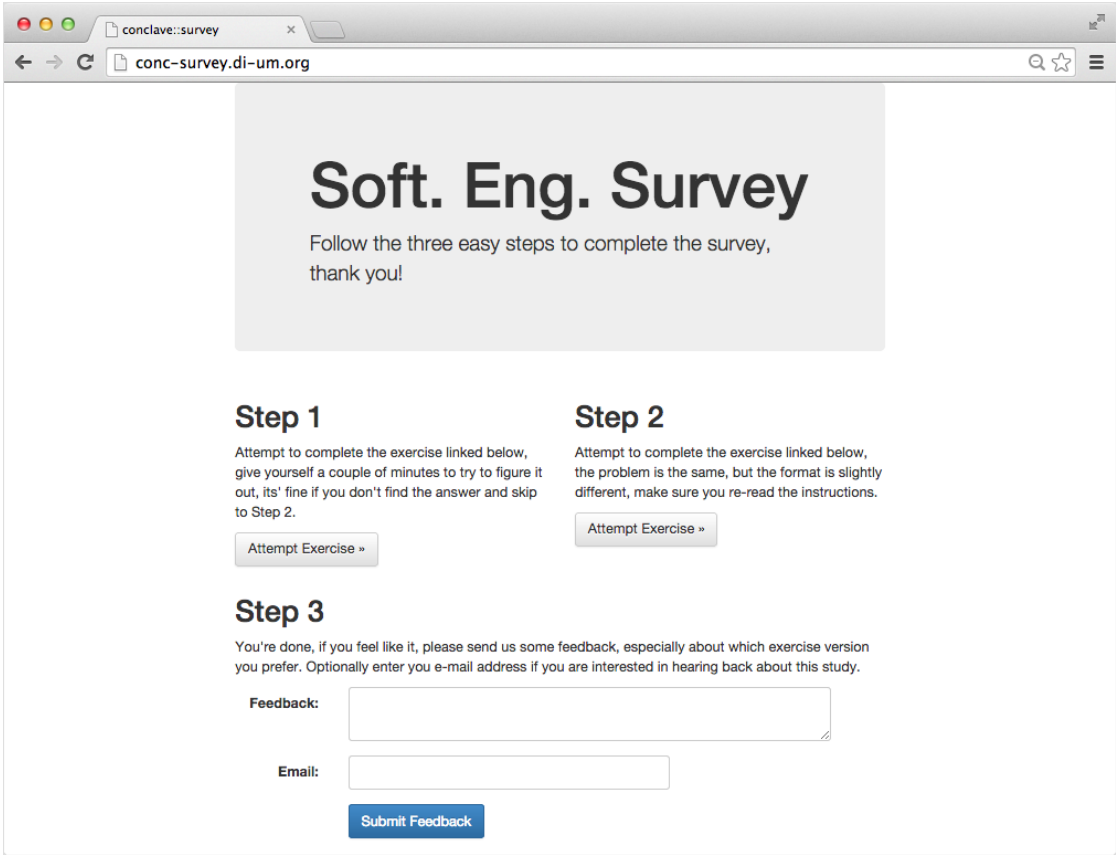 conclave::survey
conc-survey.di-um.org
Soft. Eng. Survey
Follow the three easy steps to complete the survey,
thank you!
Step 1
Attempt to complete the exercise linked below,
give yourself a couple of minutes to try to figure it
out, its' fine if you don't find the answer and skip
to Step 2.
Attempt Exercise »
Step 2
Attempt to complete the exercise linked below,
the problem is the same, but the format is slightly
different, make sure you re-read the instructions.
Attempt Exercise »
Step 3
You're done, if you feel like it, please send us some feedback, especially about which exercise version
you prefer. Optionally enter you e-mail address if you are interested in hearing back about this study.
Feedback:
Email:
Submit Feedback